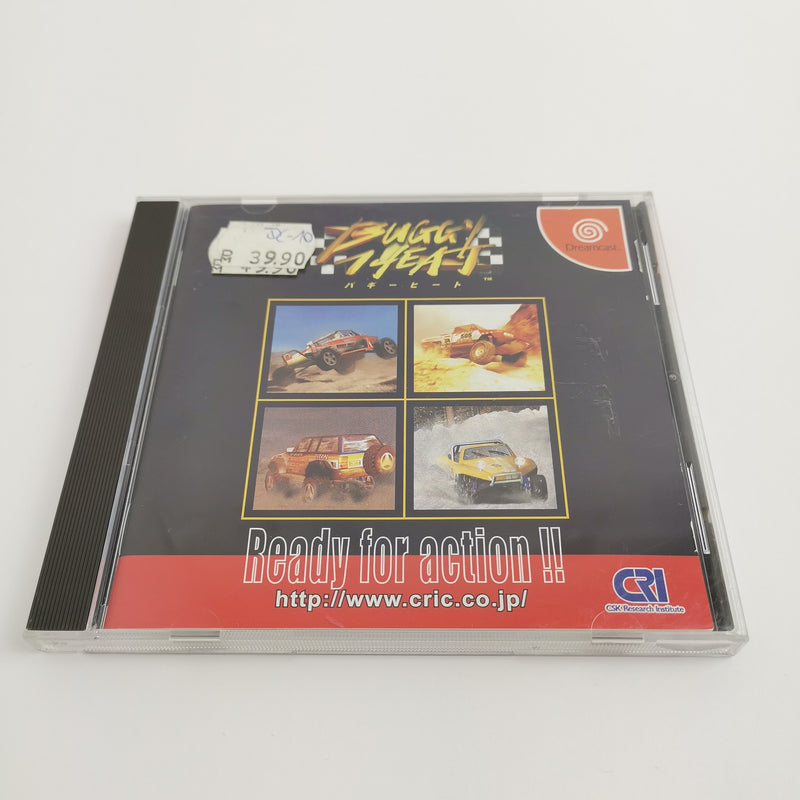 DC-10
39.90
BUGGY
HEAT
TM
バギーヒート
Dreamcast
Ready for action !!
http://www.cric.co.jp/
CRI
CSK Research Institute